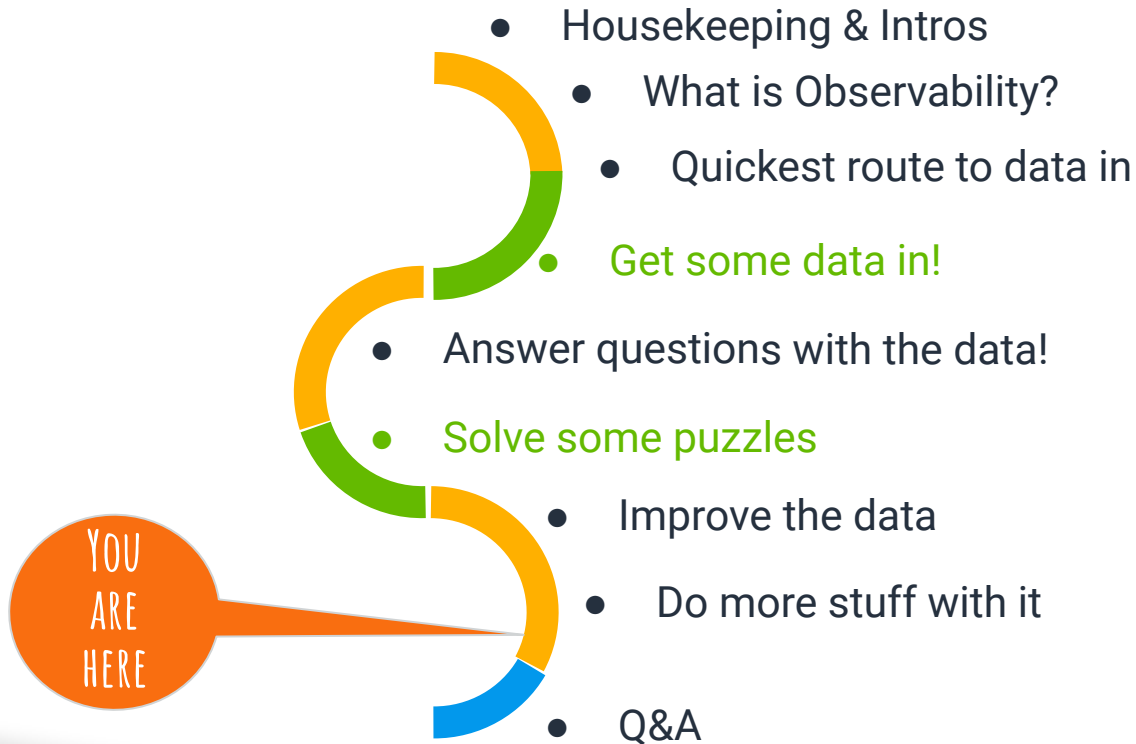 Housekeeping & Intros
What is Observability?
Quickest route to data in
Get some data in!
Answer questions with the data!
Solve some puzzles
Improve the data
Do more stuff with it
Q&A
YOU
ARE
HERE